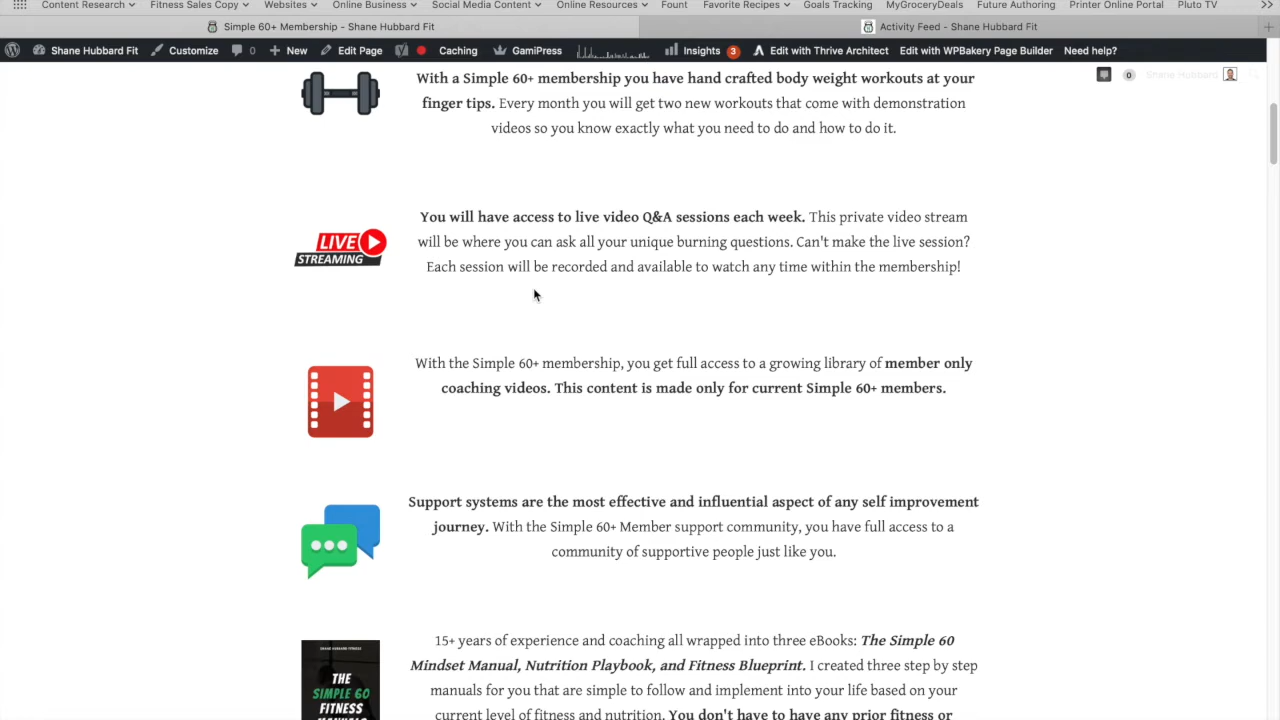 Content Research
Fitness Sales Copy
Websites
Online Business
Social Media Content
Online Resources
Fount
Favorite Recipes
Goals Tracking
MyGroceryDeals
Future Authoring
Printer Online Portal
Pluto TV
Simple 60+ Membership - Shane Hubbard Fit
Activity Feed - Shane Hubbard Fit
Shane Hubbard Fit
Customize
0
New
Edit Page
Caching
GamiPress
Insights
3
Edit with Thrive Architect
Edit with WPBakery Page Builder
Need help?
0
Shane Hubbard
With a Simple 60+ membership you have hand crafted body weight workouts at your
finger tips. Every month you will get two new workouts that come with demonstration
videos so you know exactly what you need to do and how to do it.
LIVE
STREAMING
You will have access to live video Q&A sessions each week. This private video stream
will be where you can ask all your unique burning questions. Can't make the live session?
Each session will be recorded and available to watch any time within the membership!
With the Simple 60+ membership, you get full access to a growing library of member only
coaching videos. This content is made only for current Simple 60+ members.
Support systems are the most effective and influential aspect of any self improvement
journey. With the Simple 60+ Member support community, you have full access to a
community of supportive people just like you.
SHANE HUBBARD FITNESS
THE
SIMPLE 60
FITNESS
MANUALS
15+ years of experience and coaching all wrapped into three eBooks: The Simple 60
Mindset Manual, Nutrition Playbook, and Fitness Blueprint. I created three step by step
manuals for you that are simple to follow and implement into your life based on your
current level of fitness and nutrition. You don't have to have any prior fitness or